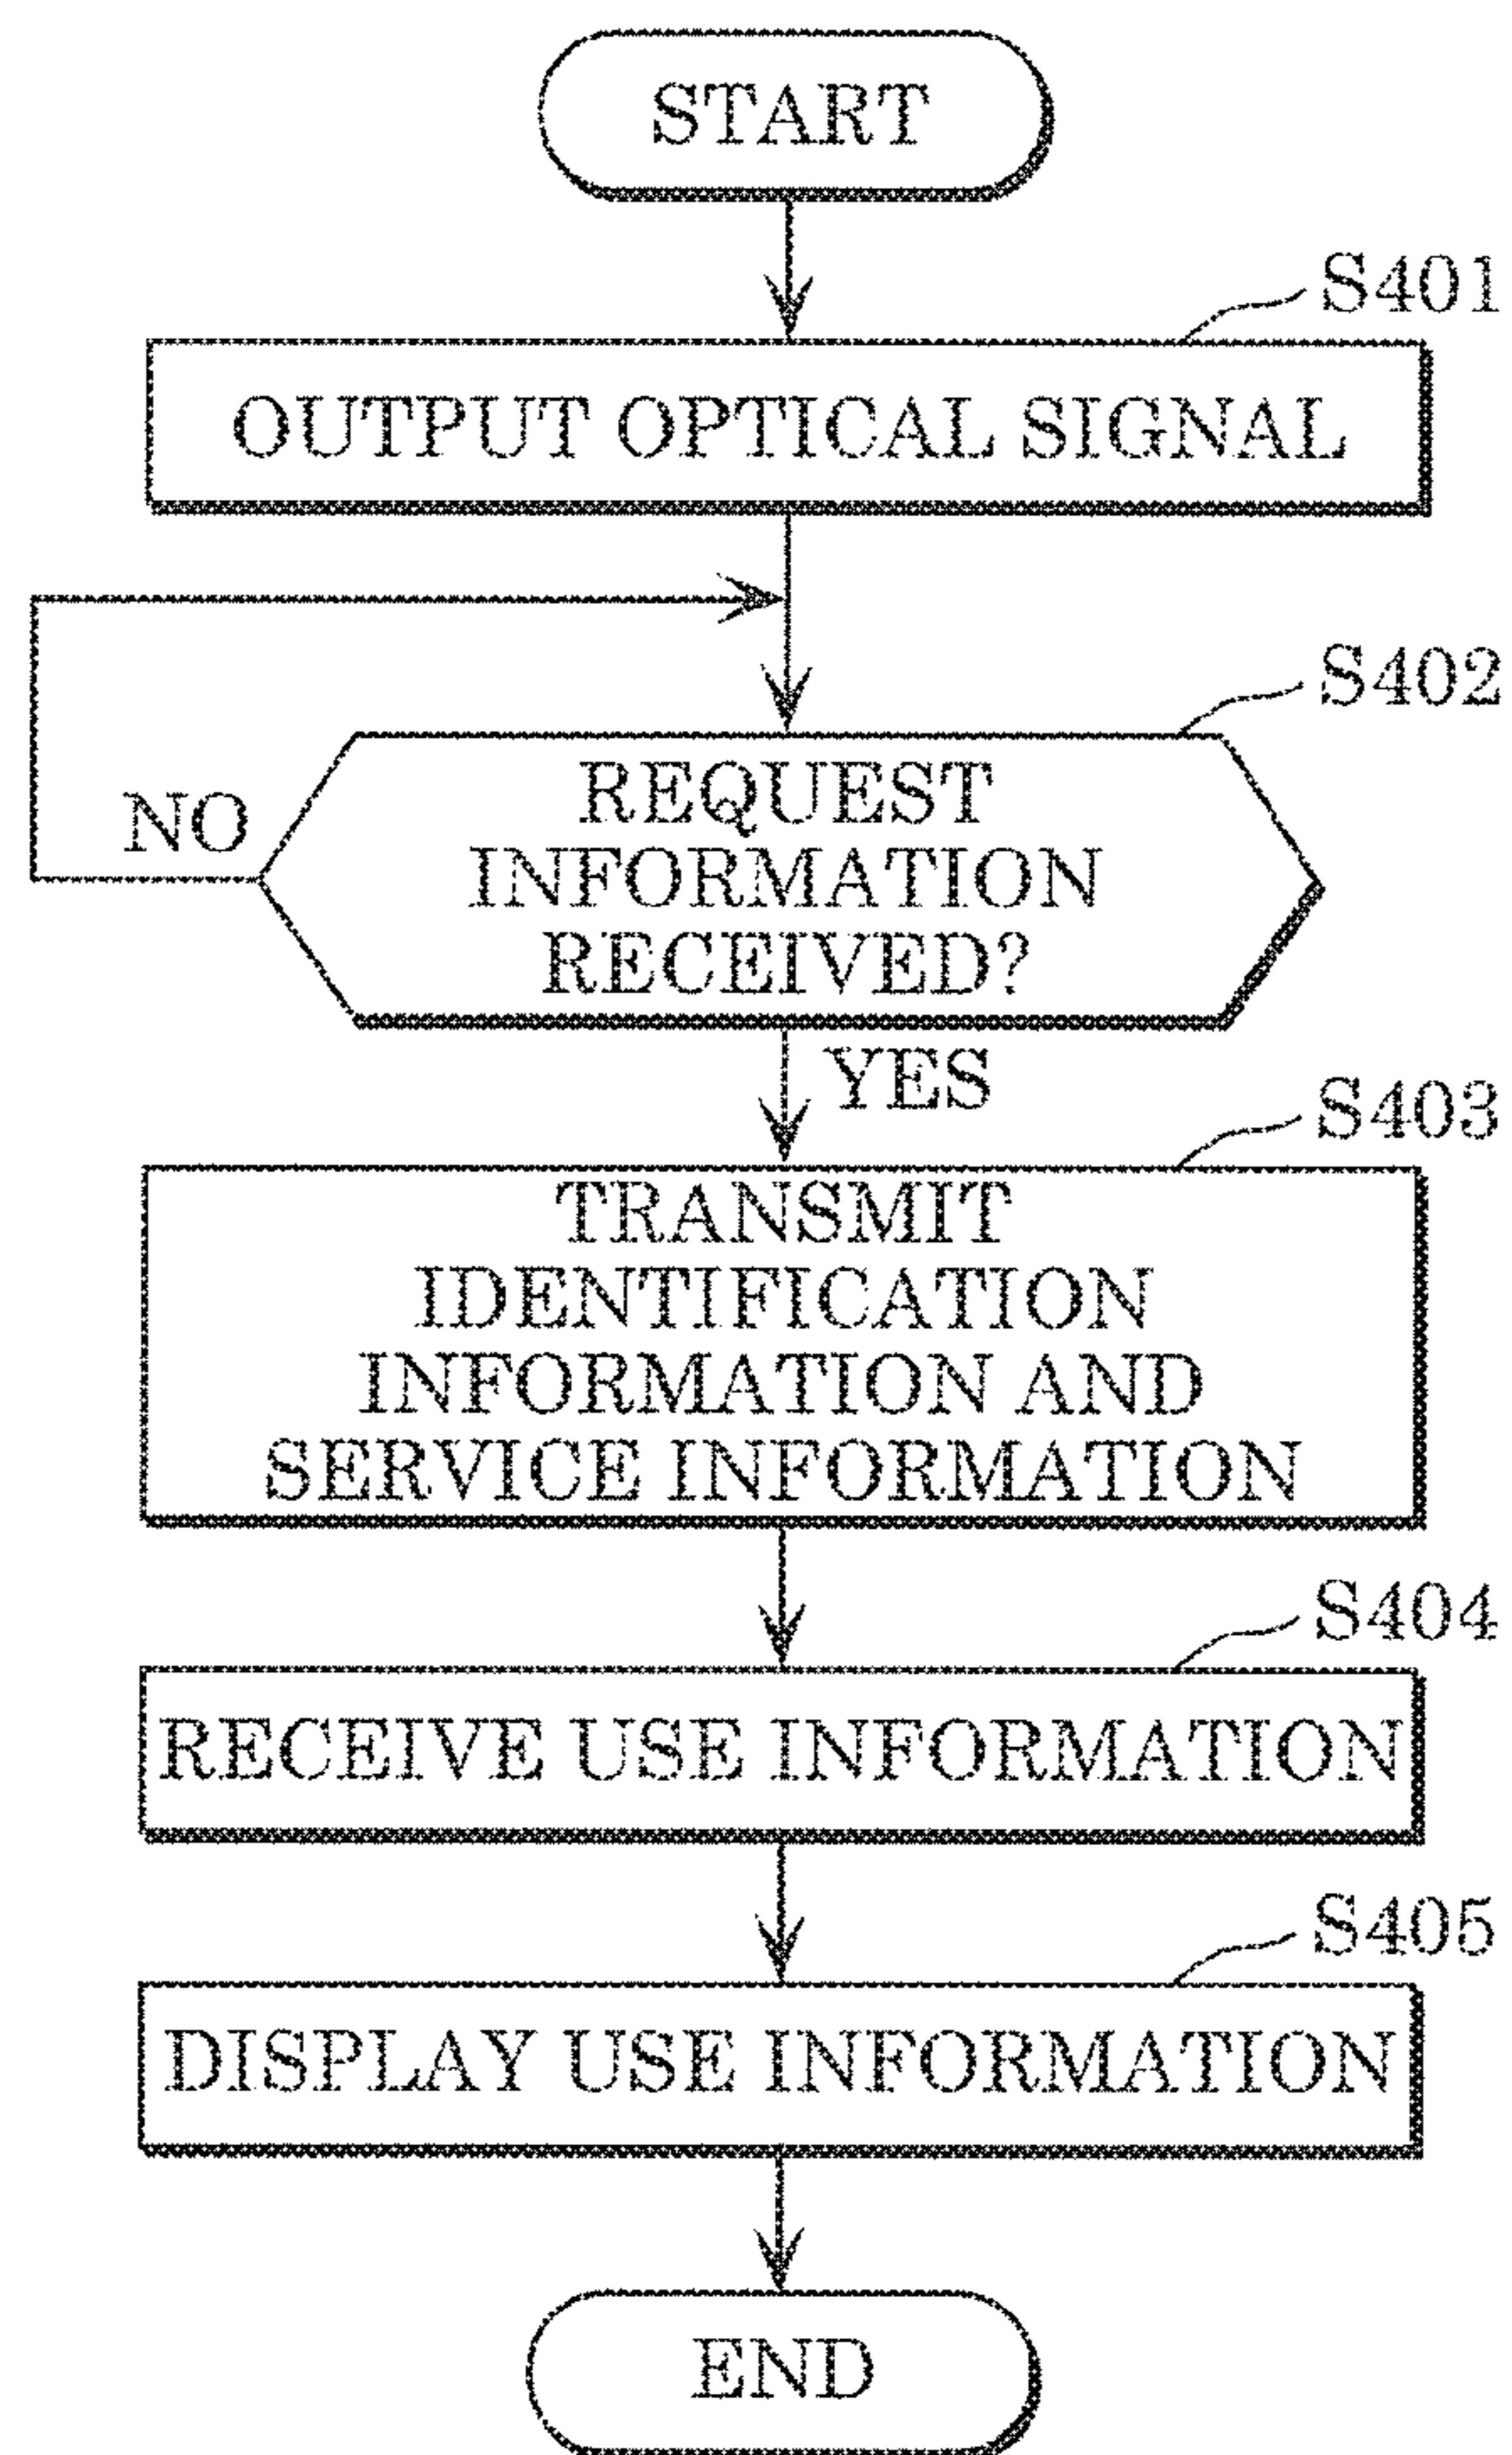 START
S401
OUTPUT OPTICAL SIGNAL
S402
REQUEST
INFORMATION
RECEIVED?
NO
YES
S403
TRANSMIT
IDENTIFICATION
INFORMATION AND
SERVICE INFORMATION
S404
RECEIVE USE INFORMATION
S405
DISPLAY USE INFORMATION
END